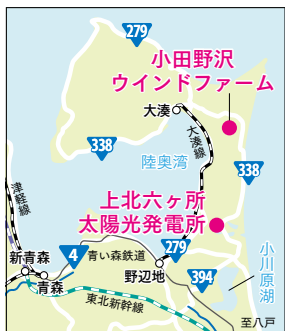 279
小田野沢
ウインドファーム
大湊
大湊線
338
陸奥湾
338
上北六ヶ所
太陽光発電所
津軽線
新青森
青森
4
青い森鉄道
279
野辺地
394
小川原湖
東北新幹線
至八戸